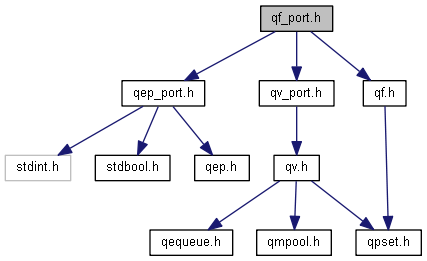 qf_port.h
qep_port.h
qv_port.h
qf.h
stdint.h
stdbool.h
qep.h
qv.h
qequeue.h
qmpool.h
qpset.h